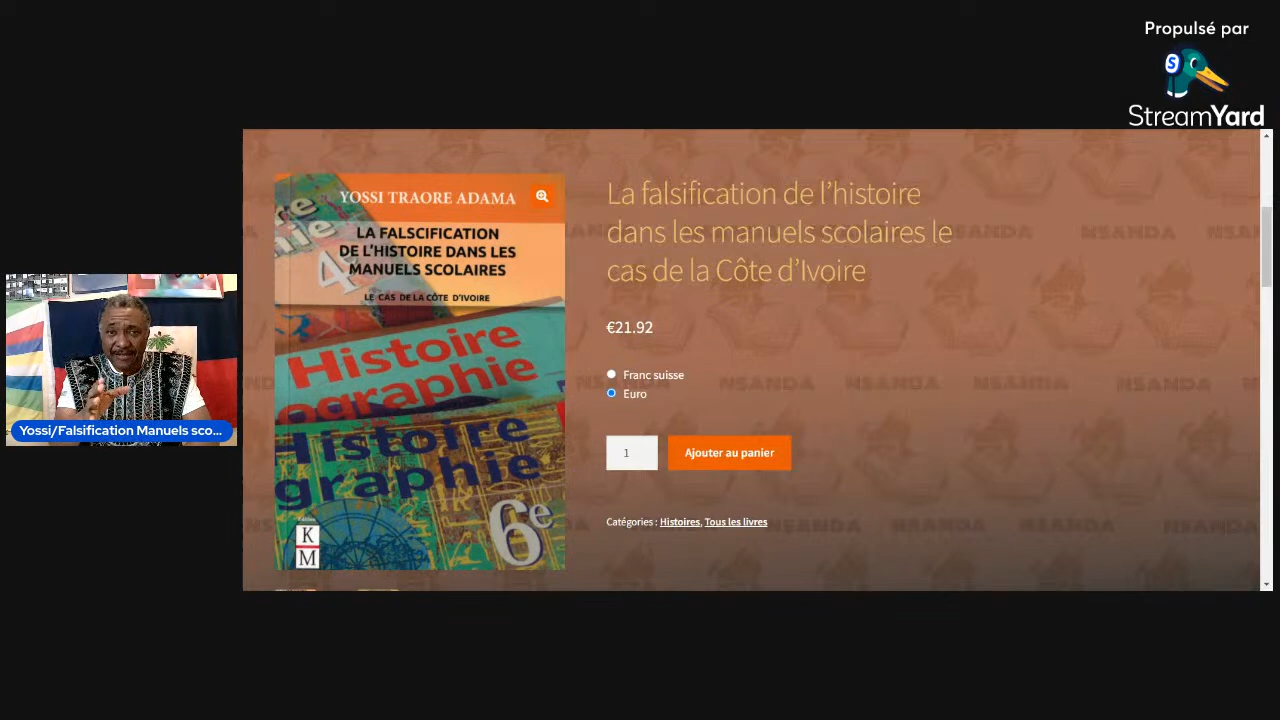 Propulsé par
StreamYard
YOSSI TRAORE ADAMA
LA FALSCIFICATION
DE L'HISTOIRE DANS LES
MANUELS SCOLAIRES
LE CAS DE LA CÔTE D'IVOIRE
4e
Histoire
ographie
Histoire
graphie
6e
Edition
K
M
La falsification de l'histoire
dans les manuels scolaires le
cas de la Côte d'Ivoire
€21.92
Franc suisse
Euro
1
Ajouter au panier
Catégories : Histoires, Tous les livres
Yossi/Falsification Manuels sco...
NSANDA